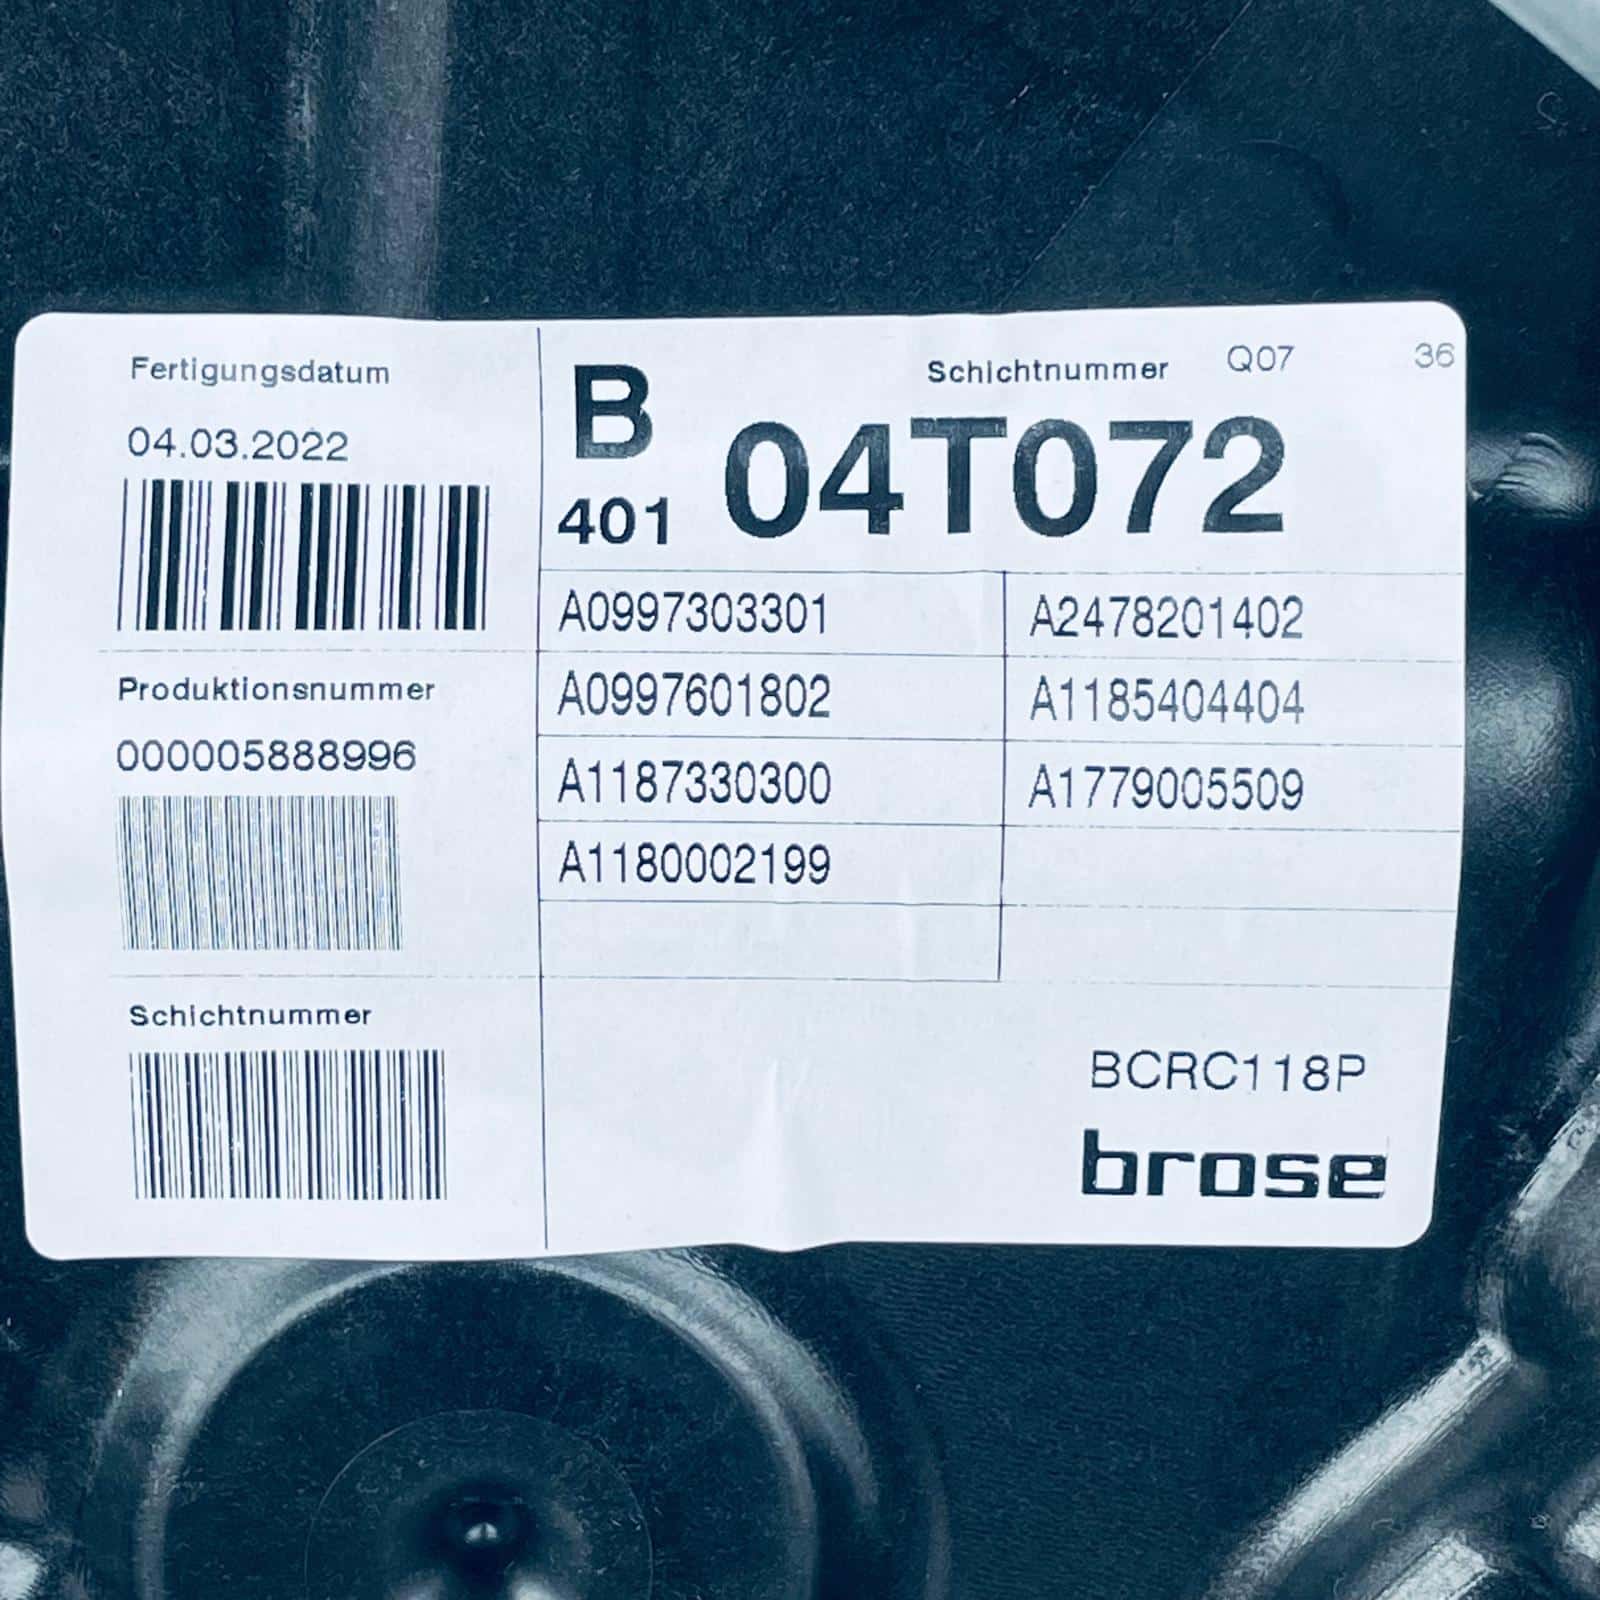 Fertigungsdatum
04.03.2022
Produktionsnummer
000005888996
Schichtnummer
B
401
Schichtnummer Q07 36
04T072
A0997303301 A2478201402
A0997601802 A1185404404
A1187330300 A1779005509
A1180002199
BCRC118P
brose